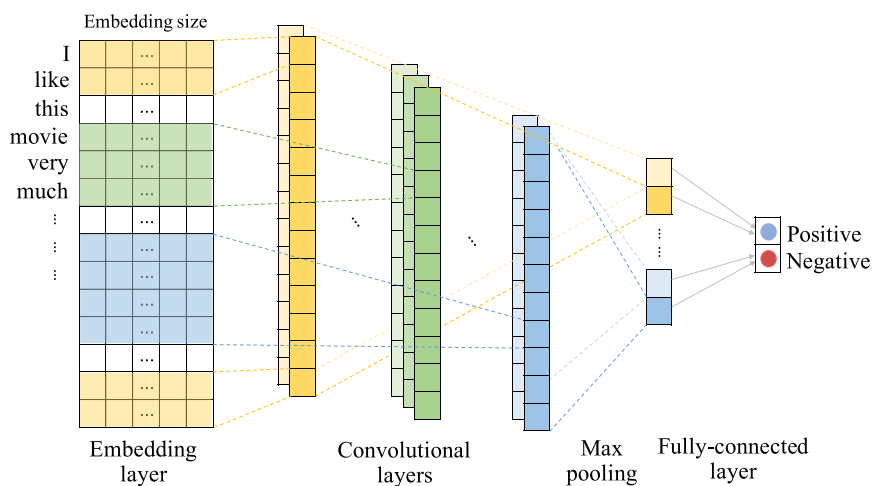 Embedding size
I
like
this
movie
very
much
Positive
Negative
Embedding
layer
Convolutional
layers
Max
pooling
Fully-connected
layer